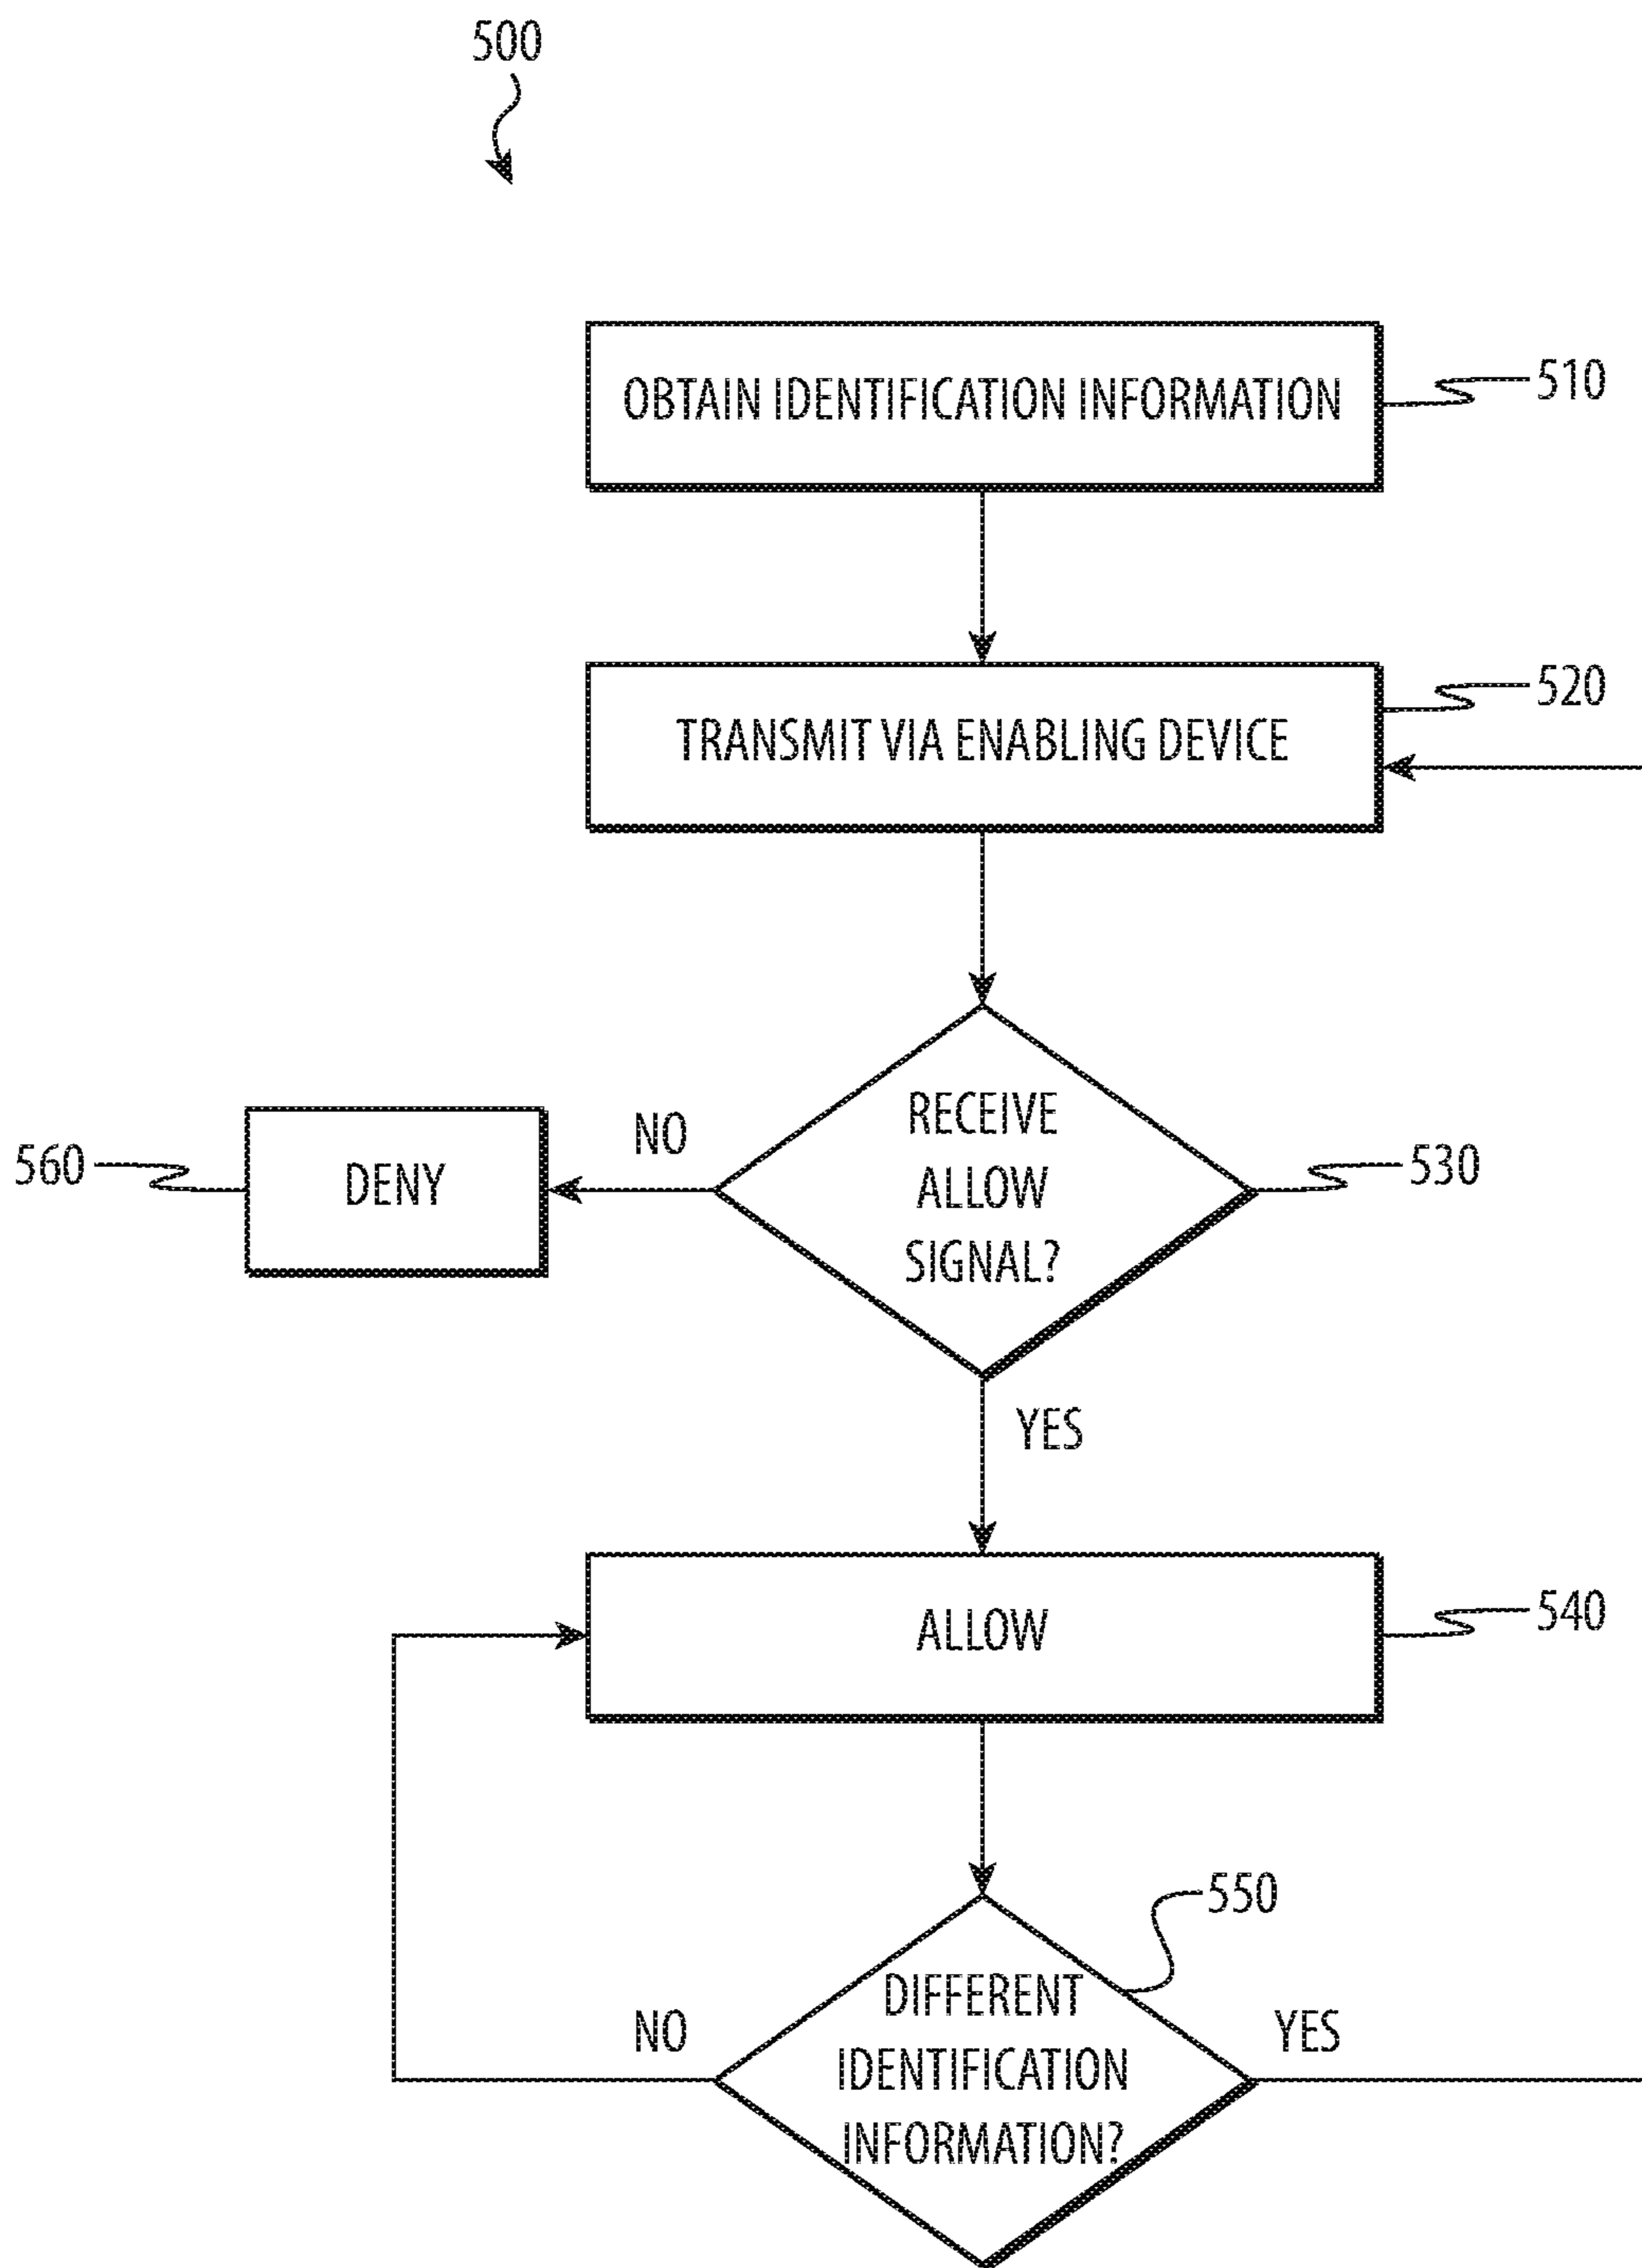 500
OBTAIN IDENTIFICATION INFORMATION
510
TRANSMIT VIA ENABLING DEVICE
520
RECEIVE
ALLOW
SIGNAL?
530
NO
DENY
560
YES
ALLOW
540
DIFFERENT
IDENTIFICATION
INFORMATION?
550
NO
YES